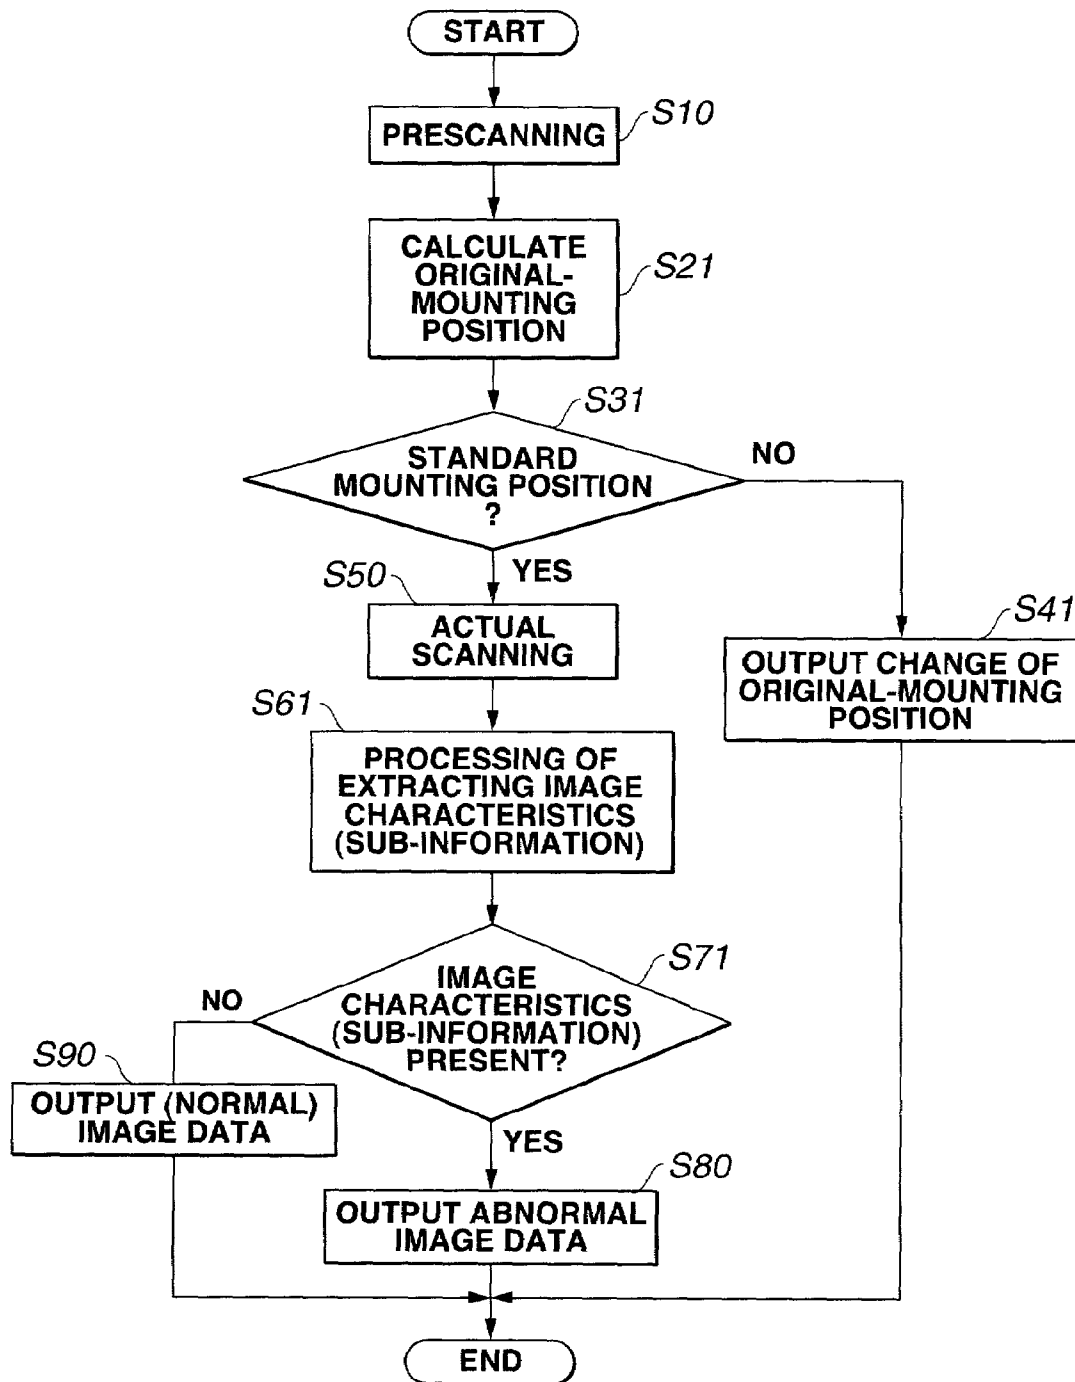 START
PRESCANNING
S10
CALCULATE
ORIGINAL-
MOUNTING
POSITION
S21
S31
STANDARD
MOUNTING POSITION
?
NO
YES
S50
ACTUAL
SCANNING
S41
OUTPUT CHANGE OF
ORIGINAL-MOUNTING
POSITION
S61
PROCESSING OF
EXTRACTING IMAGE
CHARACTERISTICS
(SUB-INFORMATION)
S71
IMAGE
CHARACTERISTICS
(SUB-INFORMATION)
PRESENT?
NO
S90
OUTPUT (NORMAL)
IMAGE DATA
YES
S80
OUTPUT ABNORMAL
IMAGE DATA
END